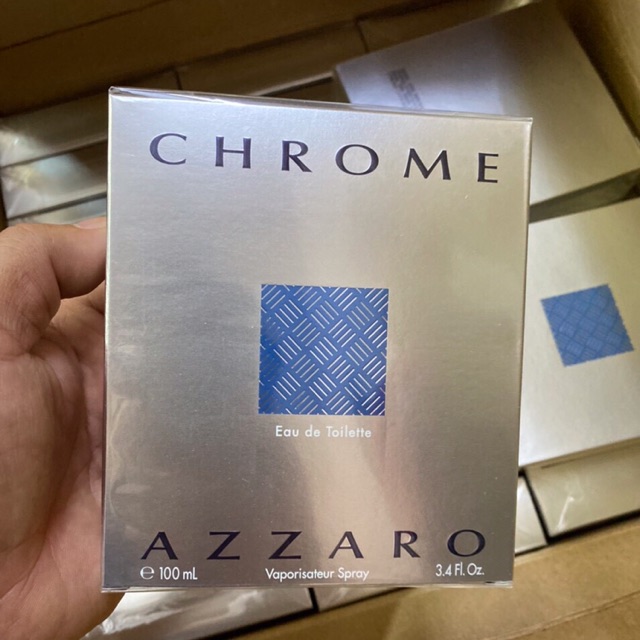 CHROME
Eau de Toilette
AZZARO
℮ 100 mL Vaporisateur Spray 3.4 Fl. Oz.